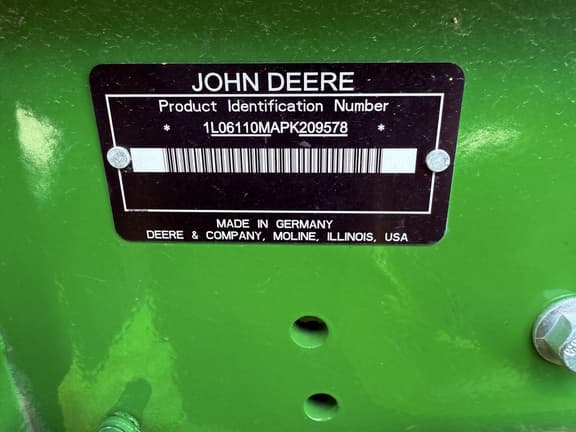 JOHN DEERE
Product Identification Number
* 1L06110MAPK209578 *
MADE IN GERMANY
DEERE & COMPANY, MOLINE, ILLINOIS, USA